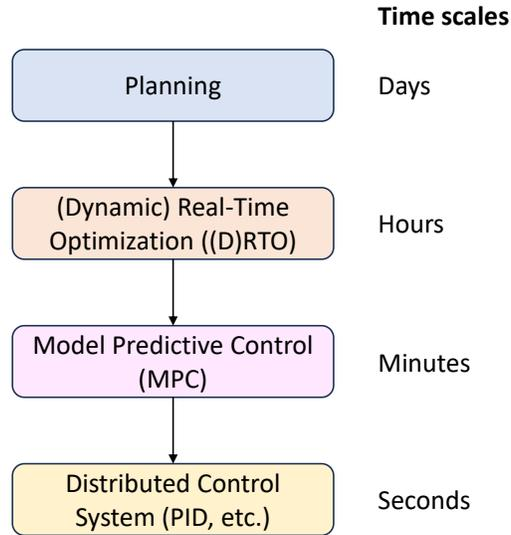 Time scales
Planning
Days
(Dynamic) Real-Time
Optimization ((D)RTO)
Hours
Model Predictive Control
(MPC)
Minutes
Distributed Control
System (PID, etc.)
Seconds